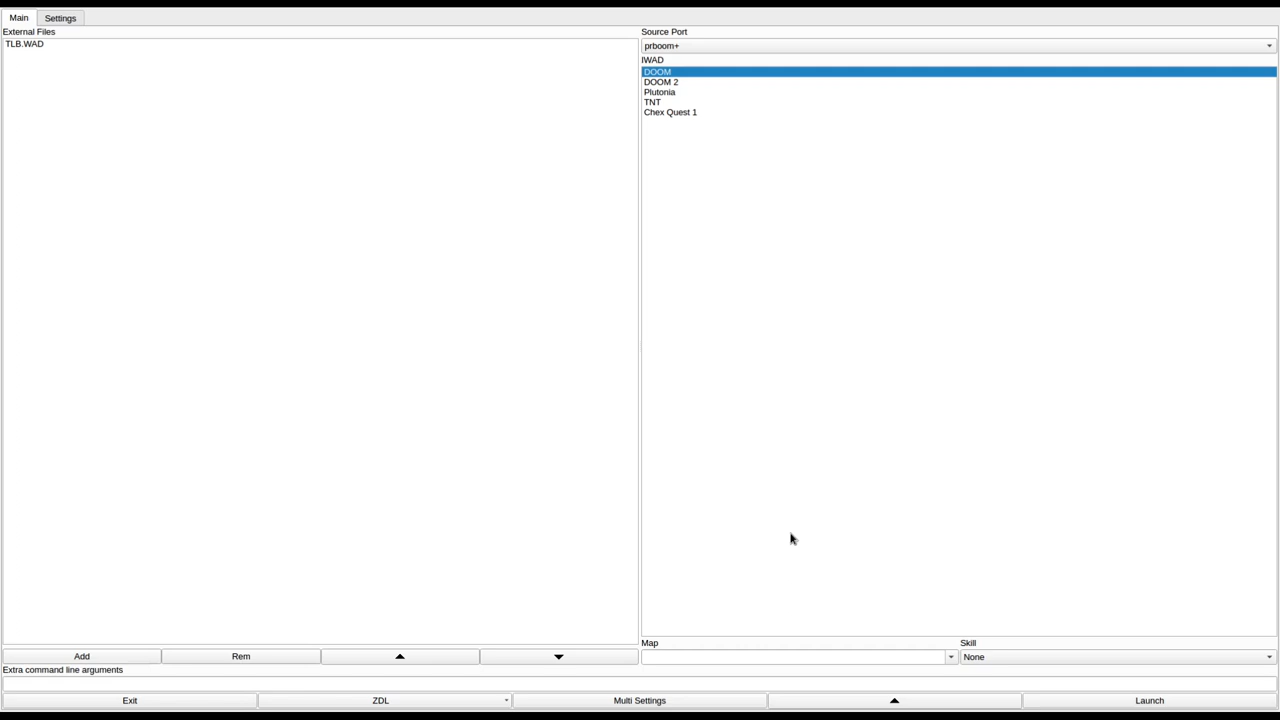 Main
Settings
External Files
TLB.WAD
Source Port
prboom+
IWAD
DOOM
DOOM 2
Plutonia
TNT
Chex Quest 1
Add
Rem
Map
Skill
None
Extra command line arguments
Exit
ZDL
Multi Settings
Launch